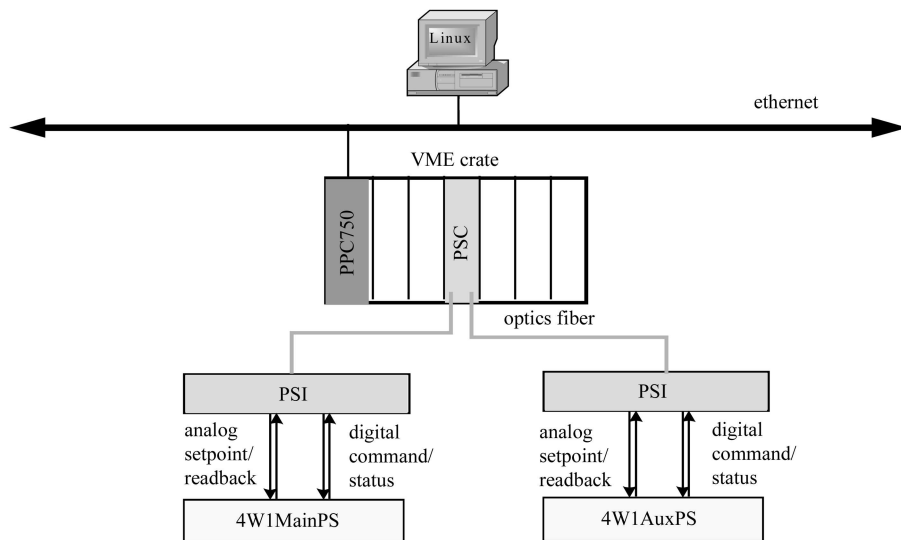 Linux
ethernet
VME crate
PPC750
PSC
optics fiber
PSI
analog
setpoint/
readback
digital
command/
status
4W1MainPS
PSI
analog
setpoint/
readback
digital
command/
status
4W1AuxPS